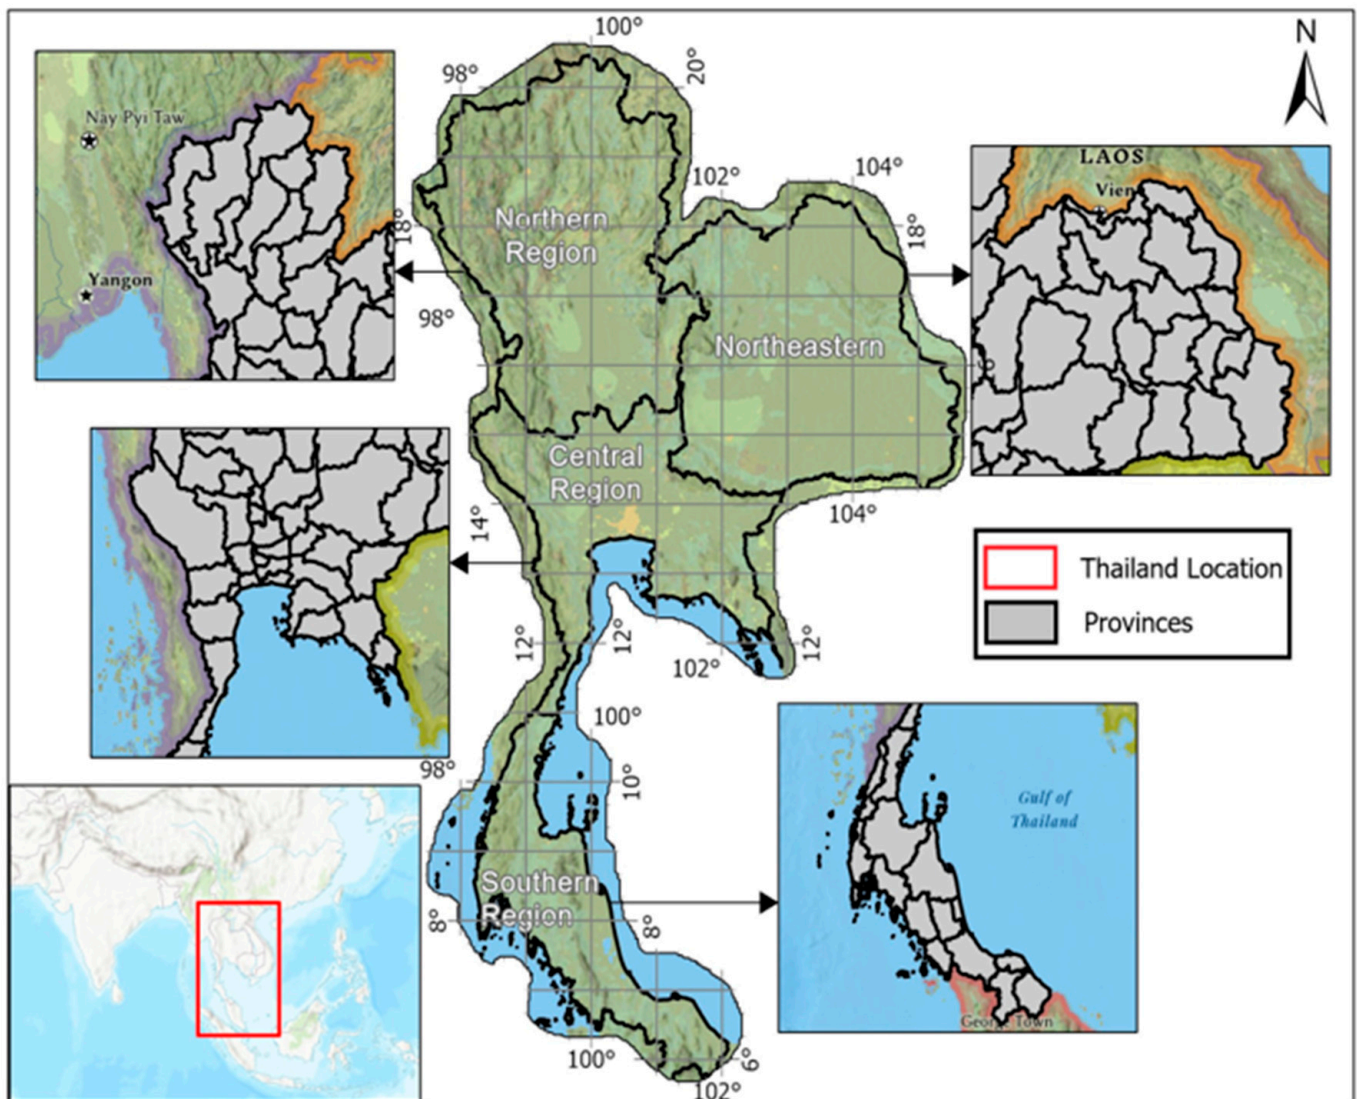 100°
N
98°
20°
Nay Pyi Taw
LAOS
102°
104°
Vien
18°
Northern
Region
18°
Yangon
98°
Northeastern
Central
Region
14°
104°
Thailand Location
Provinces
12°
12°
102°
12°
100°
98°
10°
Gulf of
Thailand
Southern
Region
8°
8°
George Town
100°
6°
102°